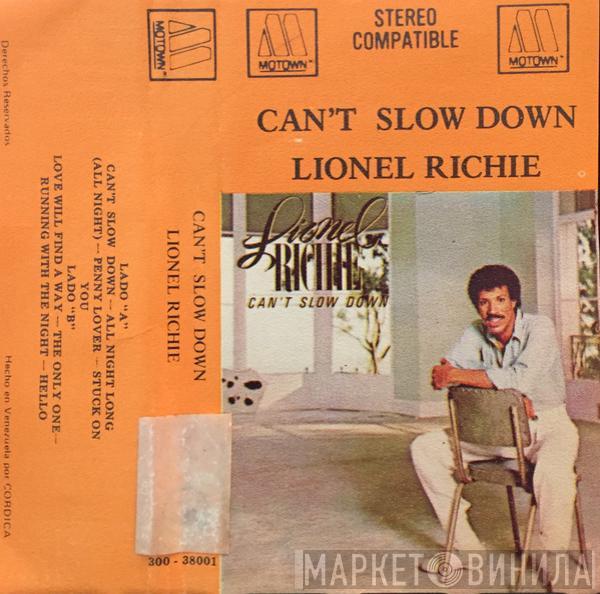 Derechos Reservados
Hecho en Venezuela por CORDICA
LADO "A"
CAN'T SLOW DOWN — ALL NIGHT LONG
(ALL NIGHT) — PENNY LOVER — STUCK ON
YOU
LADO "B"
LOVE WILL FIND A WAY — THE ONLY ONE —
RUNNING WITH THE NIGHT — HELLO
MOTOWN
CAN'T SLOW DOWN
LIONEL RICHIE
300 - 38001
MOTOWN
STEREO
COMPATIBLE
MOTOWN
CAN'T SLOW DOWN
LIONEL RICHIE
Lionel
RICHIE
CAN'T SLOW DOWN
МАРКЕТ ВИНИЛА